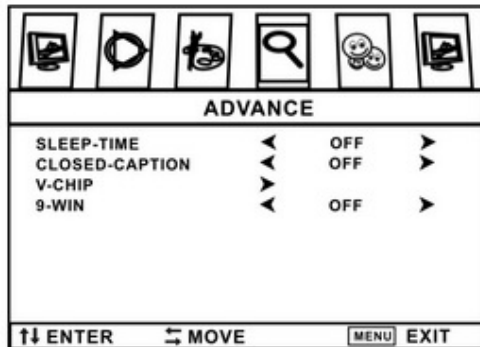 ADVANCE
SLEEP-TIME OFF
CLOSED-CAPTION OFF
V-CHIP
9-WIN OFF
ENTER MOVE MENU EXIT